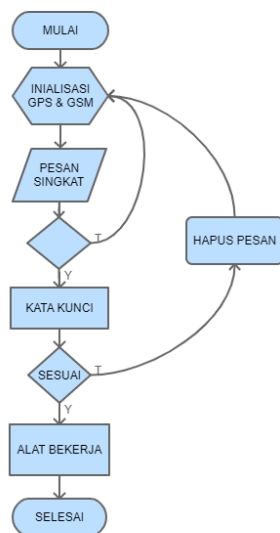 MULAI
INIALISASI
GPS & GSM
PESAN
SINGKAT
T
HAPUS PESAN
Y
KATA KUNCI
SESUAI
T
Y
ALAT BEKERJA
SELESAI